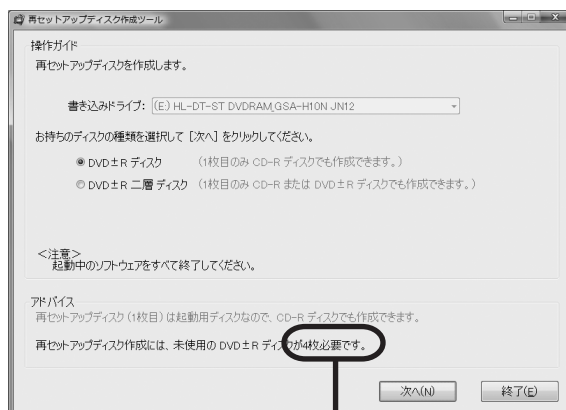 再セットアップディスク作成ツール
操作ガイド
再セットアップディスクを作成します。
書き込みドライブ: (E:) HL-DT-ST DVDRAM_GSA-H10N JN12
お持ちのディスクの種類を選択して [次へ] をクリックしてください。
DVD±R ディスク (1枚目のみ CD-R ディスクでも作成できます。)
DVD±R 二層 ディスク (1枚目のみ CD-R または DVD±R ディスクでも作成できます。)
<注意>
起動中のソフトウェアをすべて終了してください。
アドバイス
再セットアップディスク (1枚目) は起動用ディスクなので、CD-R ディスクでも作成できます。
再セットアップディスク作成には、未使用の DVD±R ディスクが4枚必要です。
次へ(N) 終了(E)